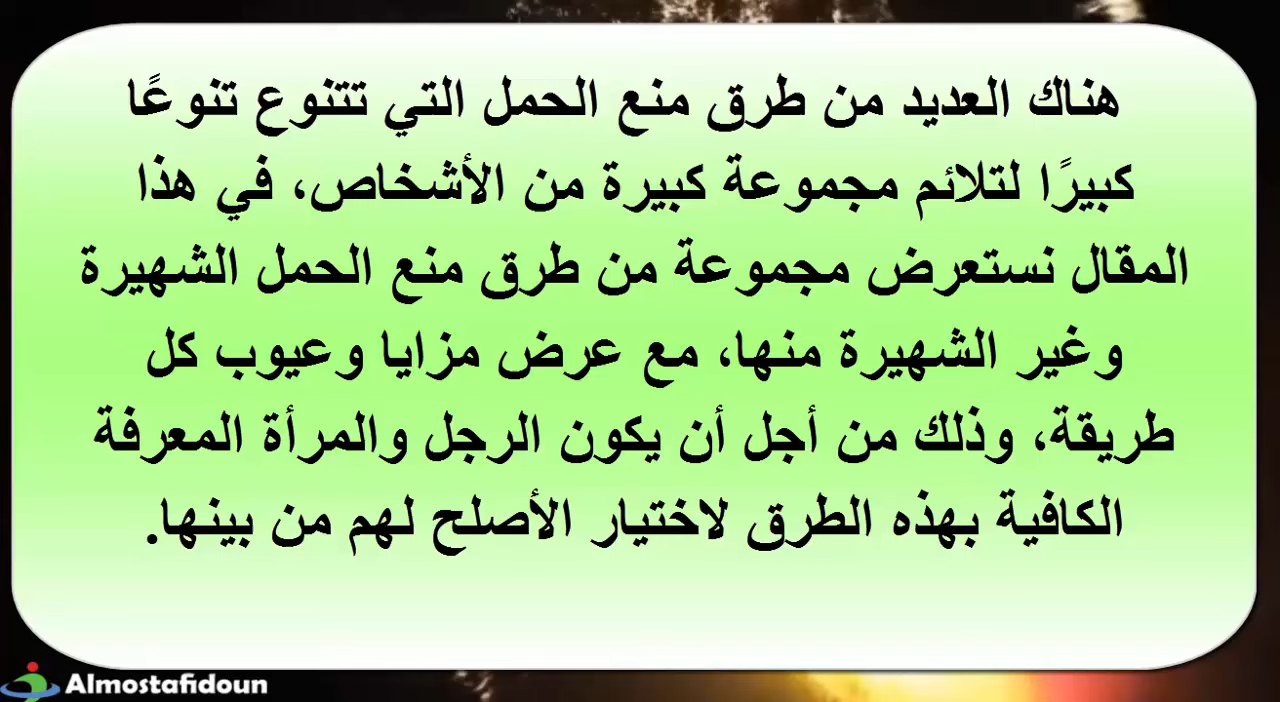 هناك العديد من طرق منع الحمل التي تتنوع تنوعًا
كبيرًا لتلائم مجموعة كبيرة من الأشخاص، في هذا
المقال نستعرض مجموعة من طرق منع الحمل الشهيرة
وغير الشهيرة منها، مع عرض مزايا وعيوب كل
طريقة، وذلك من أجل أن يكون الرجل والمرأة المعرفة
الكافية بهذه الطرق لاختيار الأصلح لهم من بينها.
Almostafidoun